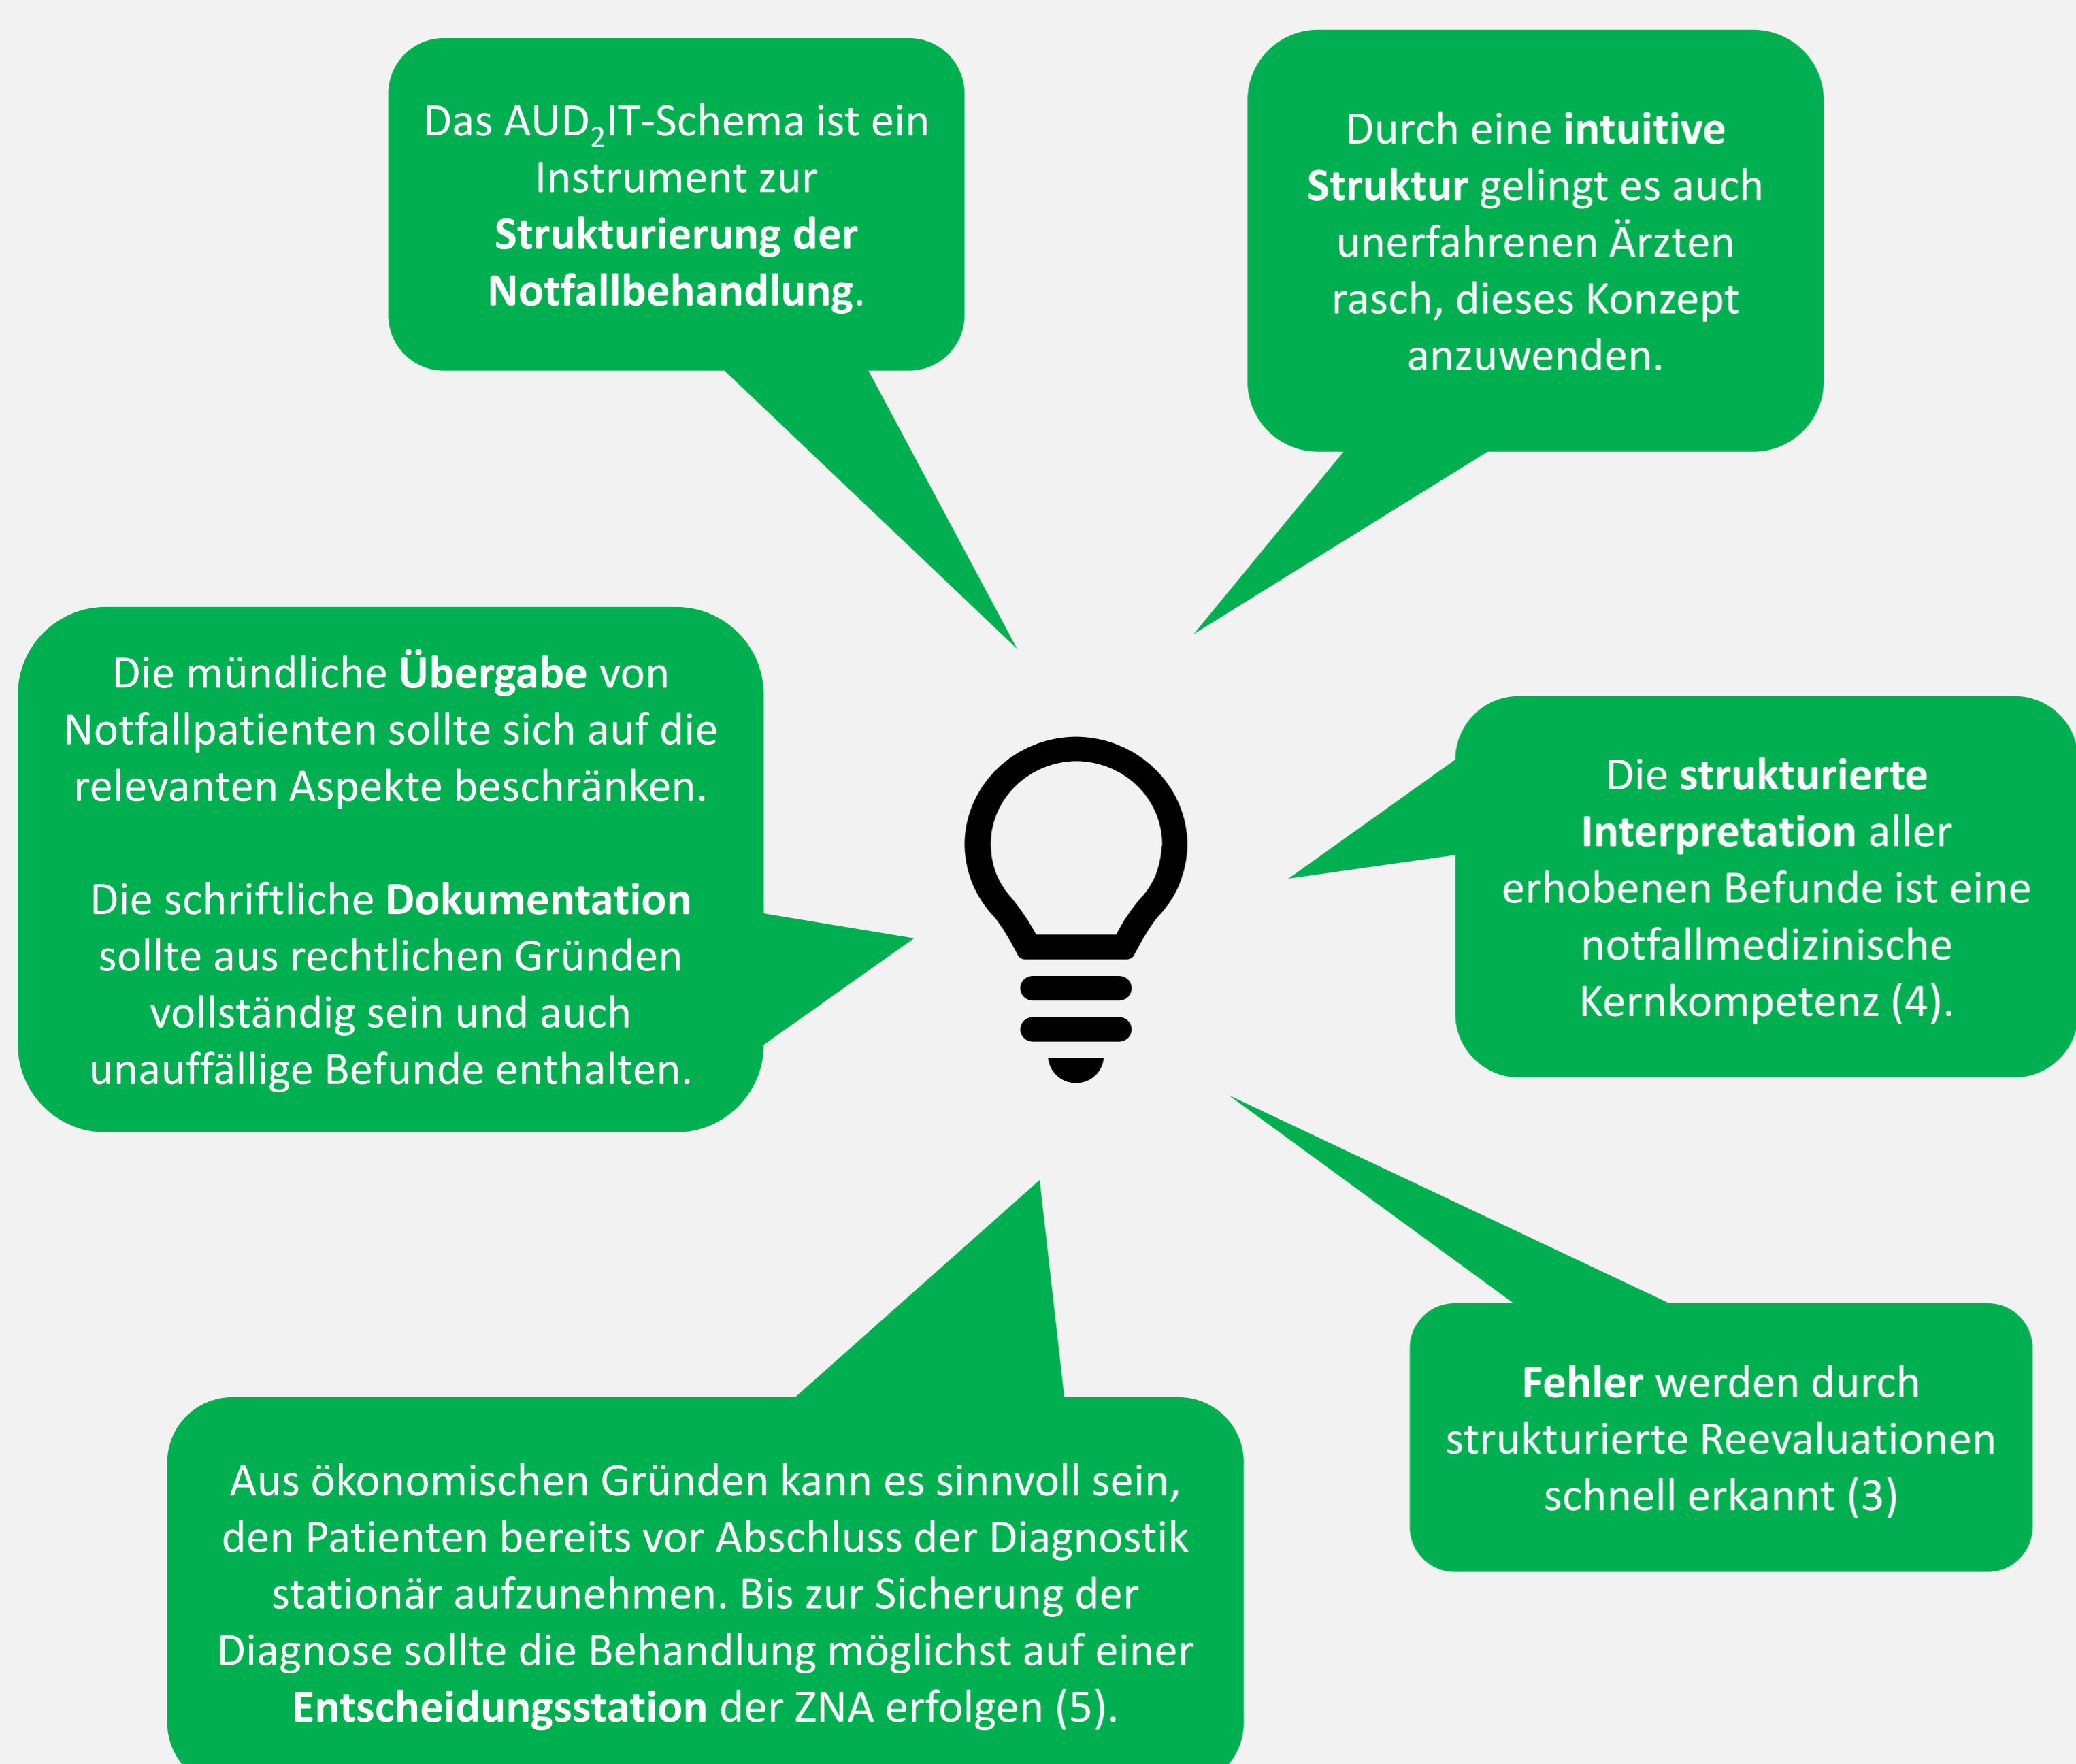 Das AUD₂IT-Schema ist ein
Instrument zur
Strukturierung der
Notfallbehandlung.
Durch eine intuitive
Struktur gelingt es auch
unerfahrenen Ärzten
rasch, dieses Konzept
anzuwenden.
Die mündliche Übergabe von
Notfallpatienten sollte sich auf die
relevanten Aspekte beschränken.
Die schriftliche Dokumentation
sollte aus rechtlichen Gründen
vollständig sein und auch
unauffällige Befunde enthalten.
Die strukturierte
Interpretation aller
erhobenen Befunde ist eine
notfallmedizinische
Kernkompetenz (4).
Fehler werden durch
strukturierte Reevaluationen
schnell erkannt (3)
Aus ökonomischen Gründen kann es sinnvoll sein,
den Patienten bereits vor Abschluss der Diagnostik
stationär aufzunehmen. Bis zur Sicherung der
Diagnose sollte die Behandlung möglichst auf einer
Entscheidungsstation der ZNA erfolgen (5).